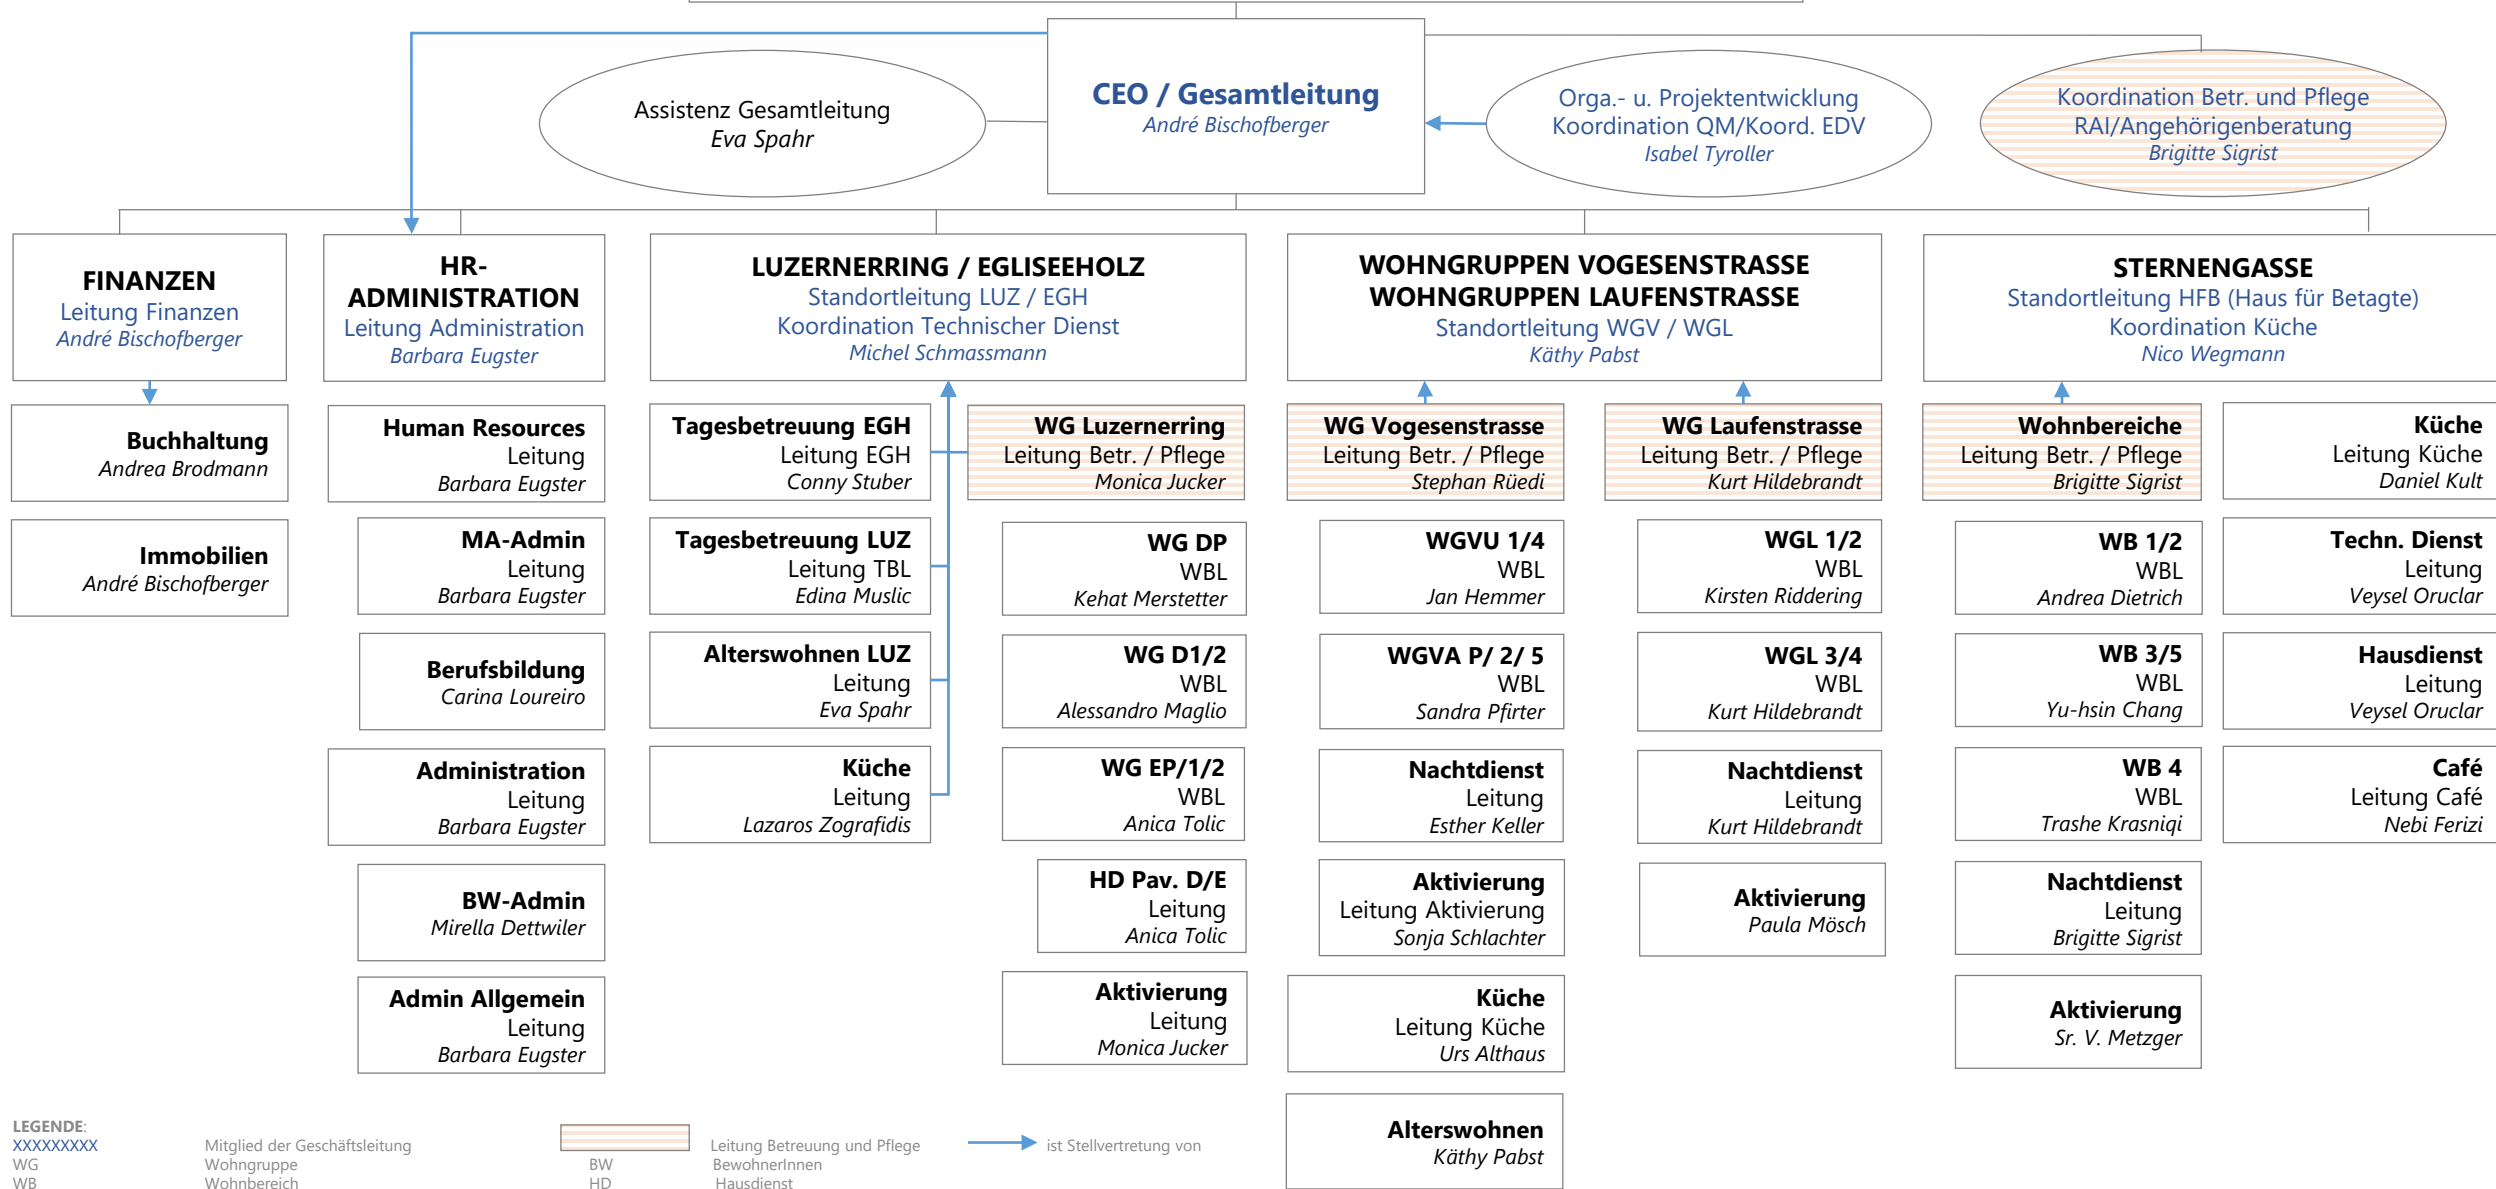 CEO / Gesamtleitung
André Bischofberger
Assistenz Gesamtleitung
Eva Spahr
Orga.- u. Projektentwicklung
Koordination QM/Koord. EDV
Isabel Tyroller
Koordination Betr. und Pflege
RAI/Angehörigenberatung
Brigitte Sigrist
FINANZEN
Leitung Finanzen
André Bischofberger
Buchhaltung
Andrea Brodmann
Immobilien
André Bischofberger
HR-
ADMINISTRATION
Leitung Administration
Barbara Eugster
Human Resources
Leitung
Barbara Eugster
MA-Admin
Leitung
Barbara Eugster
Berufsbildung
Carina Loureiro
Administration
Leitung
Barbara Eugster
BW-Admin
Mirella Dettwiler
Admin Allgemein
Leitung
Barbara Eugster
LUZERNERRING / EGLISEEHOLZ
Standortleitung LUZ / EGH
Koordination Technischer Dienst
Michel Schmassmann
Tagesbetreuung EGH
Leitung EGH
Conny Stuber
Tagesbetreuung LUZ
Leitung TBL
Edina Muslic
Alterswohnen LUZ
Leitung
Eva Spahr
Küche
Leitung
Lazaros Zografidis
WG Luzernerring
Leitung Betr. / Pflege
Monica Jucker
WG DP
WBL
Kehat Merstetter
WG D1/2
WBL
Alessandro Maglio
WG EP/1/2
WBL
Anica Tolic
HD Pav. D/E
Leitung
Anica Tolic
Aktivierung
Leitung
Monica Jucker
WOHNGRUPPEN VOGESENSTRASSE
WOHNGRUPPEN LAUFENSTRASSE
Standortleitung WGV / WGL
Käthy Pabst
WG Vogesenstrasse
Leitung Betr. / Pflege
Stephan Rüedi
WGVU 1/4
WBL
Jan Hemmer
WGVA P/ 2/ 5
WBL
Sandra Pfirter
Nachtdienst
Leitung
Esther Keller
Aktivierung
Leitung Aktivierung
Sonja Schlachter
Küche
Leitung Küche
Urs Althaus
Alterswohnen
Käthy Pabst
WG Laufenstrasse
Leitung Betr. / Pflege
Kurt Hildebrandt
WGL 1/2
WBL
Kirsten Riddering
WGL 3/4
WBL
Kurt Hildebrandt
Nachtdienst
Leitung
Kurt Hildebrandt
Aktivierung
Paula Mösch
STERNENGASSE
Standortleitung HFB (Haus für Betagte)
Koordination Küche
Nico Wegmann
Wohnbereiche
Leitung Betr. / Pflege
Brigitte Sigrist
WB 1/2
WBL
Andrea Dietrich
WB 3/5
WBL
Yu-hsin Chang
WB 4
WBL
Trashe Krasniqi
Nachtdienst
Leitung
Brigitte Sigrist
Aktivierung
Sr. V. Metzger
Küche
Leitung Küche
Daniel Kult
Techn. Dienst
Leitung
Veysel Oruclar
Hausdienst
Leitung
Veysel Oruclar
Café
Leitung Café
Nebi Ferizi
LEGENDE:
XXXXXXXXX Mitglied der Geschäftsleitung
WG Wohngruppe
WB Wohnbereich
Leitung Betreuung und Pflege
BW BewohnerInnen
HD Hausdienst
ist Stellvertretung von